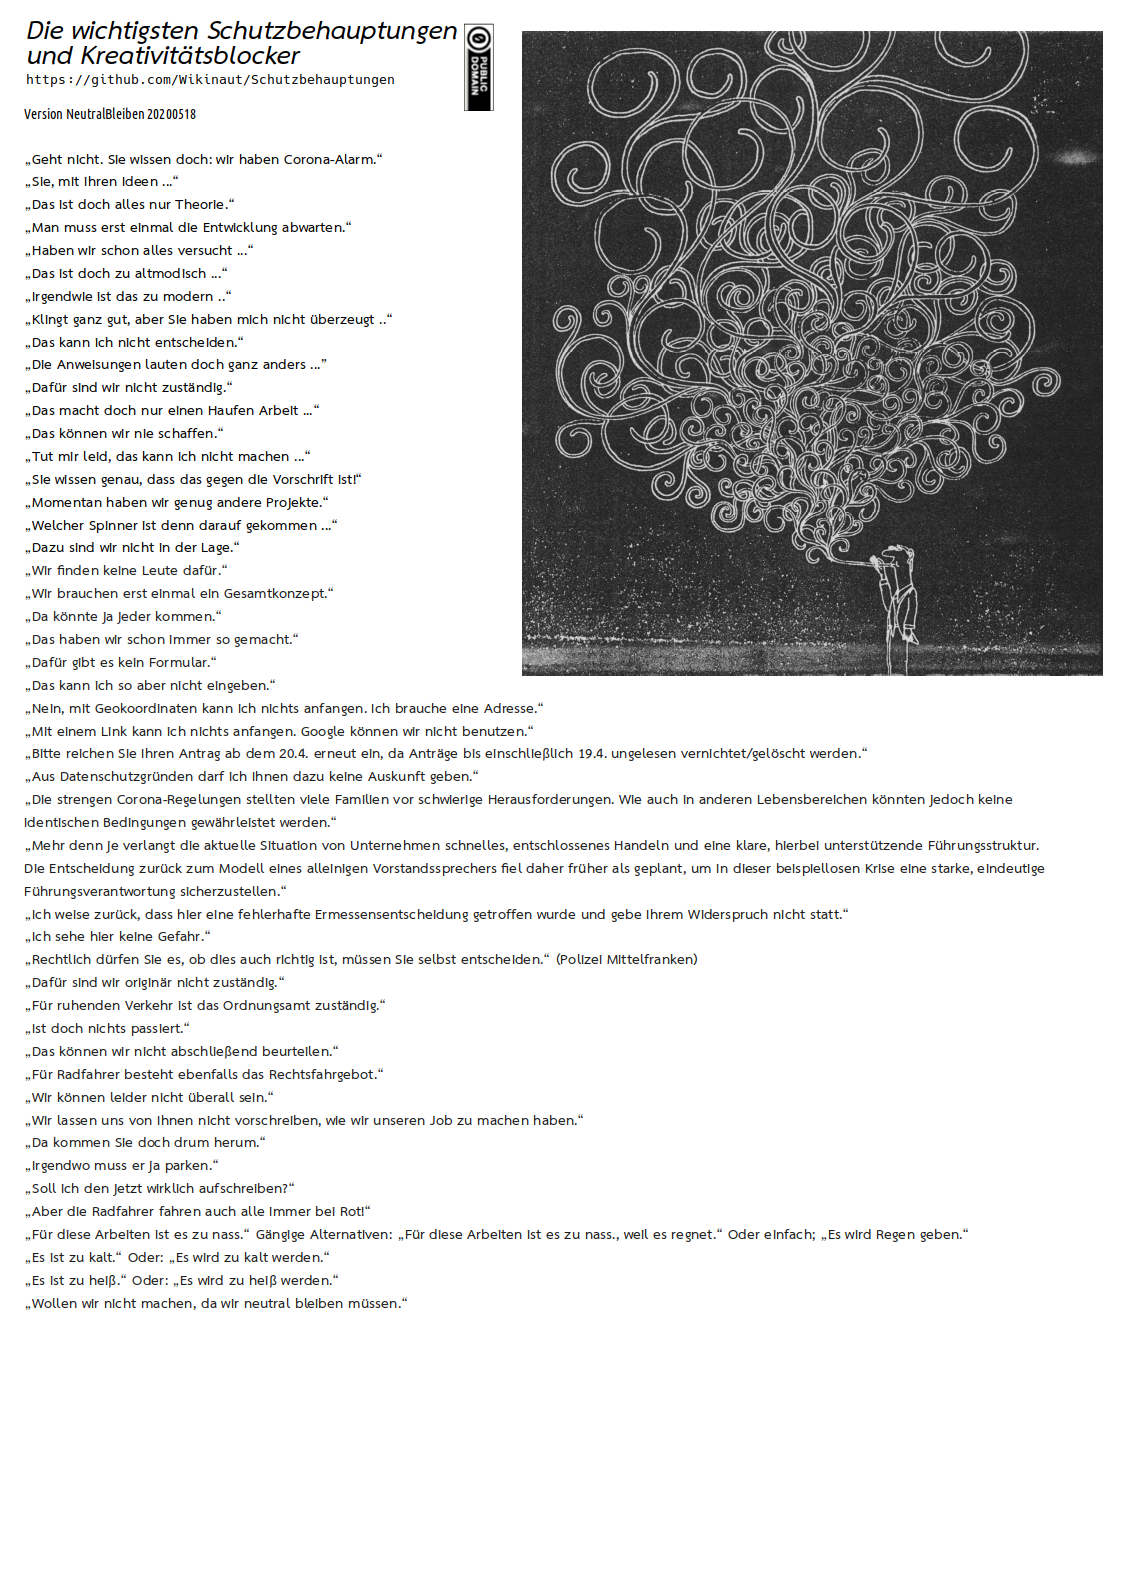 Die wichtigsten Schutzbehauptungen
und Kreativitätsblocker
https://github.com/Wikinaut/Schutzbehauptungen
PUBLIC
DOMAIN
Version NeutralBleiben 20200518
„Geht nicht. Sie wissen doch: wir haben Corona-Alarm.“
„Sie, mit Ihren Ideen ...“
„Das ist doch alles nur Theorie.“
„Man muss erst einmal die Entwicklung abwarten.“
„Haben wir schon alles versucht ...“
„Das ist doch zu altmodisch ...“
„Irgendwie ist das zu modern ..“
„Klingt ganz gut, aber Sie haben mich nicht überzeugt ..“
„Das kann ich nicht entscheiden.“
„Die Anweisungen lauten doch ganz anders ...”
„Dafür sind wir nicht zuständig.“
„Das macht doch nur einen Haufen Arbeit ...“
„Das können wir nie schaffen.“
„Tut mir leid, das kann ich nicht machen ...“
„Sie wissen genau, dass das gegen die Vorschrift ist!“
„Momentan haben wir genug andere Projekte.“
„Welcher Spinner ist denn darauf gekommen ...“
„Dazu sind wir nicht in der Lage.“
„Wir finden keine Leute dafür.“
„Wir brauchen erst einmal ein Gesamtkonzept.“
„Da könnte ja jeder kommen.“
„Das haben wir schon immer so gemacht.“
„Dafür gibt es kein Formular.“
„Das kann ich so aber nicht eingeben.“
„Nein, mit Geokoordinaten kann ich nichts anfangen. Ich brauche eine Adresse.“
„Mit einem Link kann ich nichts anfangen. Google können wir nicht benutzen.“
„Bitte reichen Sie Ihren Antrag ab dem 20.4. erneut ein, da Anträge bis einschließlich 19.4. ungelesen vernichtet/gelöscht werden.“
„Aus Datenschutzgründen darf ich Ihnen dazu keine Auskunft geben.“
„Die strengen Corona-Regelungen stellten viele Familien vor schwierige Herausforderungen. Wie auch in anderen Lebensbereichen könnten jedoch keine
identischen Bedingungen gewährleistet werden.“
„Mehr denn je verlangt die aktuelle Situation von Unternehmen schnelles, entschlossenes Handeln und eine klare, hierbei unterstützende Führungsstruktur.
Die Entscheidung zurück zum Modell eines alleinigen Vorstandssprechers fiel daher früher als geplant, um in dieser beispiellosen Krise eine starke, eindeutige
Führungsverantwortung sicherzustellen.“
„Ich weise zurück, dass hier eine fehlerhafte Ermessensentscheidung getroffen wurde und gebe Ihrem Widerspruch nicht statt.“
„Ich sehe hier keine Gefahr.“
„Rechtlich dürfen Sie es, ob dies auch richtig ist, müssen Sie selbst entscheiden.“ (Polizei Mittelfranken)
„Dafür sind wir originär nicht zuständig.“
„Für ruhenden Verkehr ist das Ordnungsamt zuständig.“
„Ist doch nichts passiert.“
„Das können wir nicht abschließend beurteilen.“
„Für Radfahrer besteht ebenfalls das Rechtsfahrgebot.“
„Wir können leider nicht überall sein.“
„Wir lassen uns von Ihnen nicht vorschreiben, wie wir unseren Job zu machen haben.“
„Da kommen Sie doch drum herum.“
„Irgendwo muss er ja parken.“
„Soll ich den jetzt wirklich aufschreiben?“
„Aber die Radfahrer fahren auch alle immer bei Rot!“
„Für diese Arbeiten ist es zu nass.“ Gängige Alternativen: „Für diese Arbeiten ist es zu nass., weil es regnet.“ Oder einfach; „Es wird Regen geben.“
„Es ist zu kalt.“ Oder: „Es wird zu kalt werden.“
„Es ist zu heiß.“ Oder: „Es wird zu heiß werden.“
„Wollen wir nicht machen, da wir neutral bleiben müssen.“